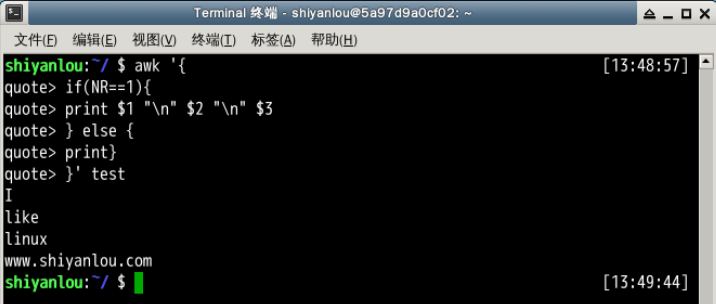 Terminal 终端 - shiyanlou@5a97d9a0cf02: ~
文件(F) 编辑(E) 视图(V) 终端(T) 标签(A) 帮助(H)
shiyanlou:~/ $ awk '{ [13:48:57]
quote> if(NR==1){
quote> print $1 "\n" $2 "\n" $3
quote> } else {
quote> print}
quote> }' test
I
like
linux
www.shiyanlou.com
shiyanlou:~/ $ [13:49:44]